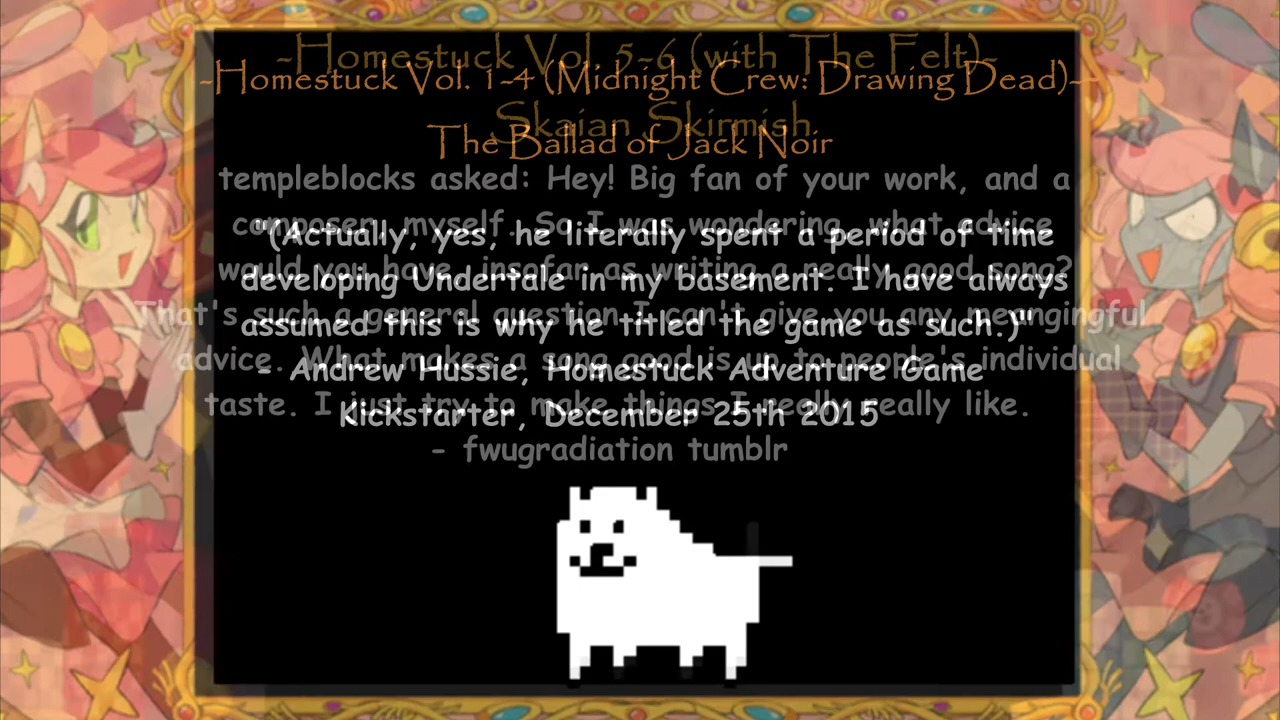 -Homestuck Vol. 5-6 (with The Felt)-
-Homestuck Vol. 1-4 (Midnight Crew: Drawing Dead)-
Skaian Skirmish
The Ballad of Jack Noir
templeblocks asked: Hey! Big fan of your work, and a
composer, myself. So I was wondering, what advice
"(Actually, yes, he literally spent a period of time
would you have, insofar as writing a really good song?
developing Undertale in my basement. I have always
That's such a general question I can't give you any meningful
assumed this is why he titled the game as such.)"
advice. What makes a song good is up to people's individual
- Andrew Hussie, Homestuck Adventure Game
taste. I just try to make things I really really like.
Kickstarter, December 25th 2015
- fwugradiation tumblr